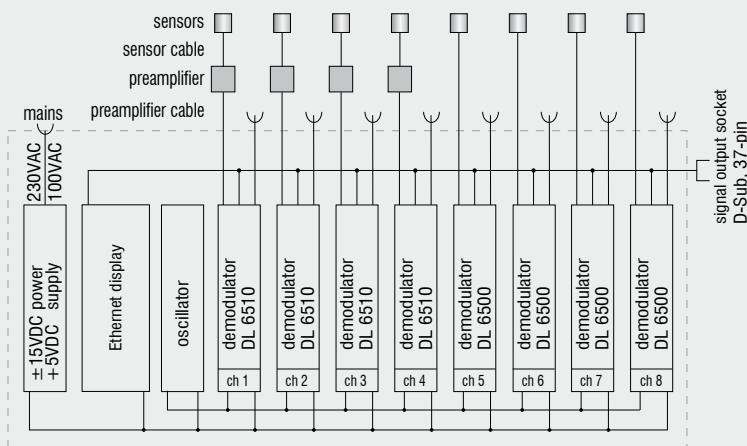 sensors
sensor cable
preamplifier
preamplifier cable
mains
230VAC
100VAC
signal output socket
D-Sub, 37-pin
±15VDC power
+5VDC supply
Ethernet display
oscillator
demodulator
DL 6510
ch 1
demodulator
DL 6510
ch 2
demodulator
DL 6510
ch 3
demodulator
DL 6510
ch 4
demodulator
DL 6500
ch 5
demodulator
DL 6500
ch 6
demodulator
DL 6500
ch 7
demodulator
DL 6500
ch 8